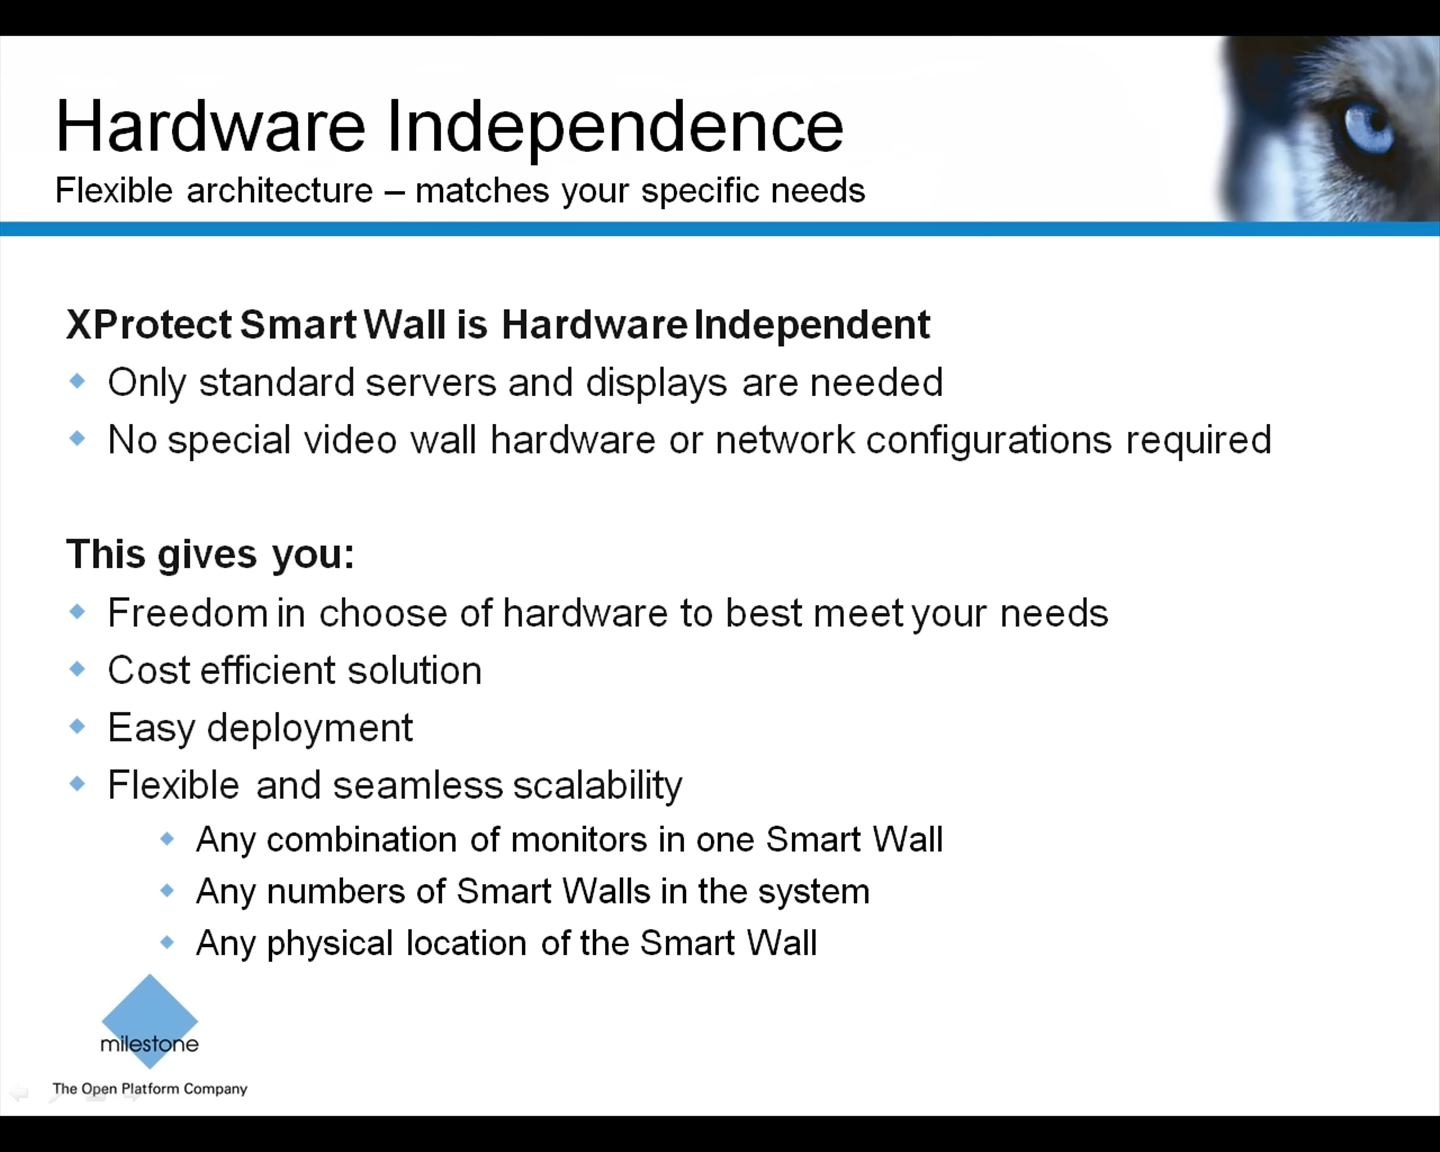 Hardware Independence
Flexible architecture – matches your specific needs
XProtect Smart Wall is Hardware Independent
Only standard servers and displays are needed
No special video wall hardware or network configurations required
This gives you:
Freedom in choose of hardware to best meet your needs
Cost efficient solution
Easy deployment
Flexible and seamless scalability
Any combination of monitors in one Smart Wall
Any numbers of Smart Walls in the system
Any physical location of the Smart Wall
milestone
The Open Platform Company